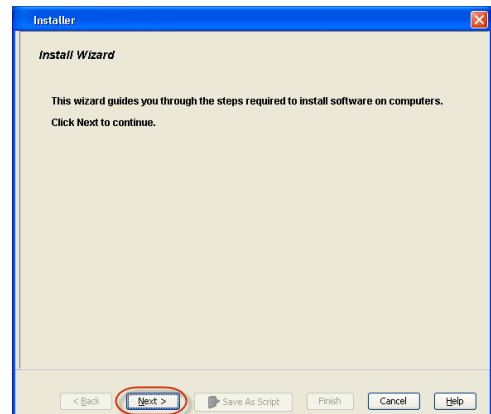 Installer
Install Wizard
This wizard guides you through the steps required to install software on computers.
Click Next to continue.
< Back Next > Save As Script Finish Cancel Help